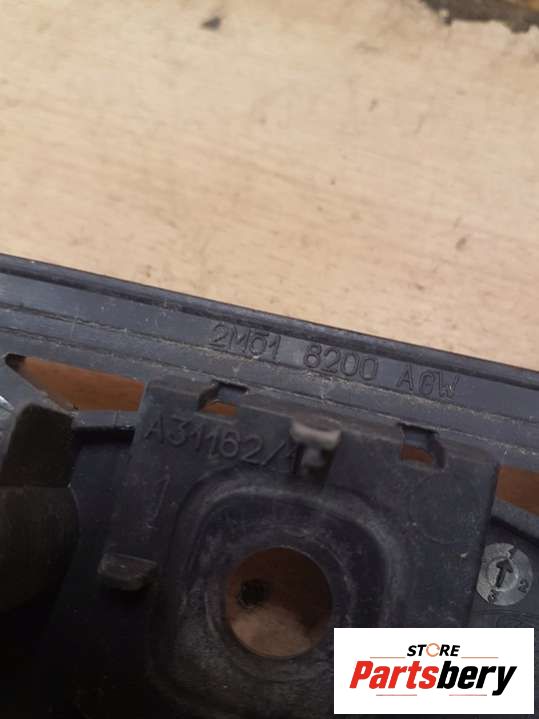 2M51 8200 AGW
A31162/1
STORE
Partsbery